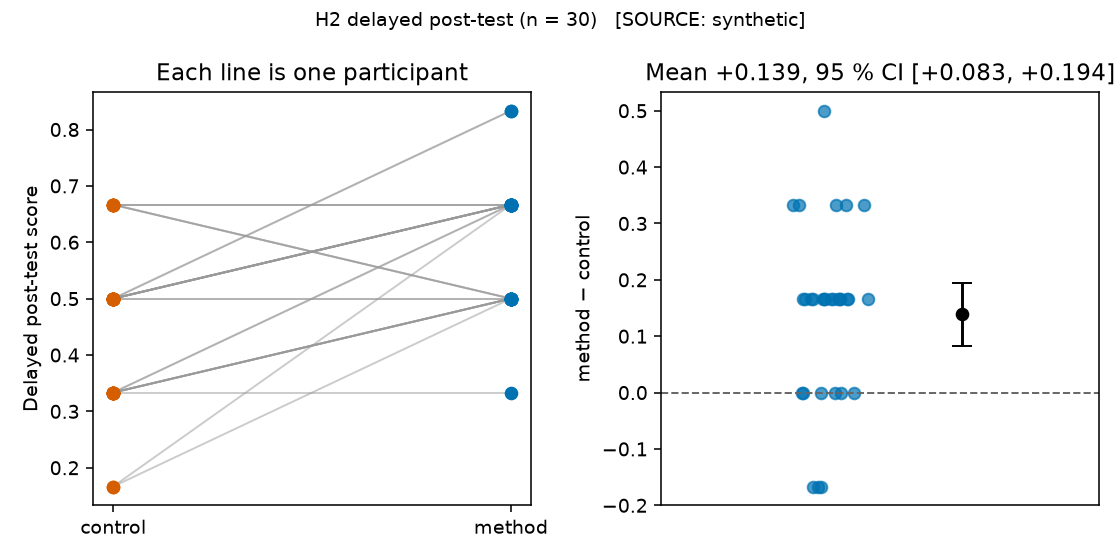 H2 delayed post-test (n = 30)   [SOURCE: synthetic]
Each line is one participant
Delayed post-test score
0.8
0.7
0.6
0.5
0.4
0.3
0.2
control
method
Mean +0.139, 95 % CI [+0.083, +0.194]
method − control
0.5
0.4
0.3
0.2
0.1
0.0
−0.1
−0.2